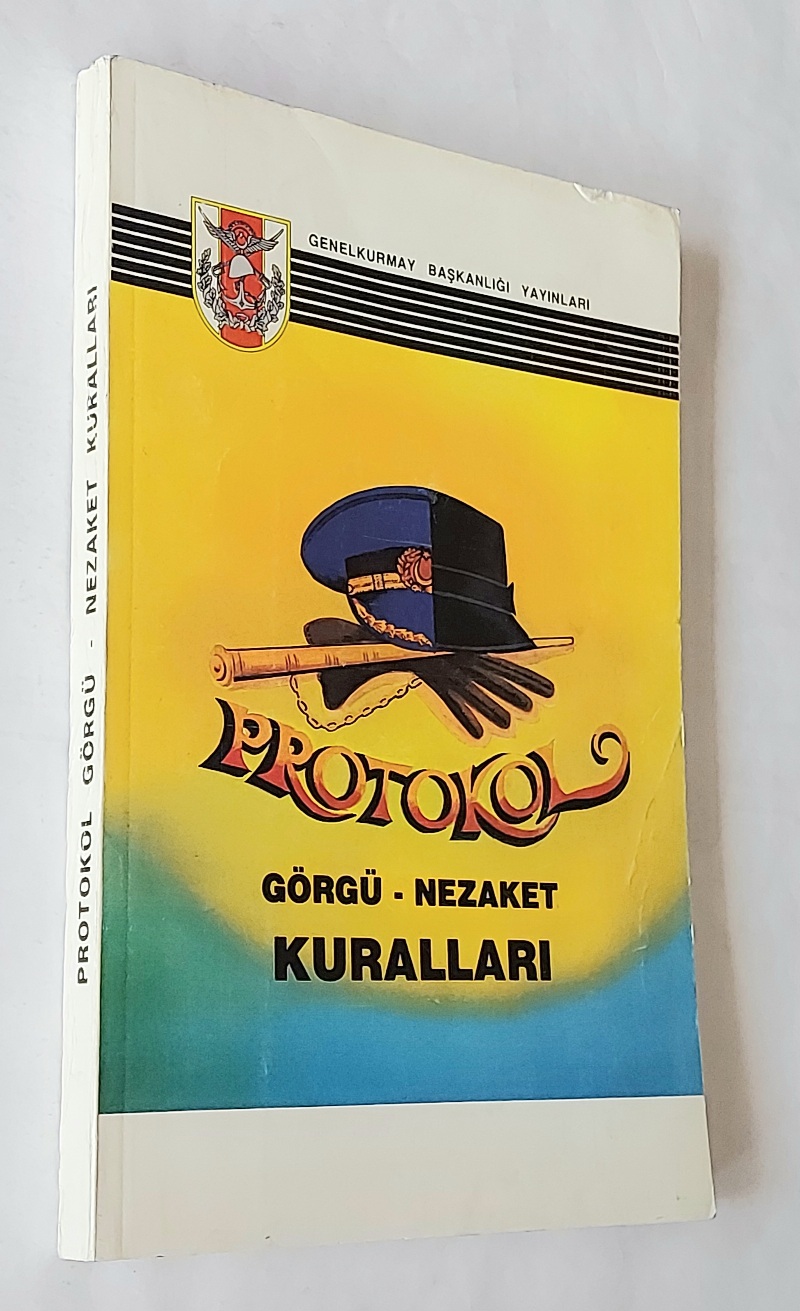 GENELKURMAY BAŞKANLIĞI YAYINLARI
PROTOKOL
GÖRGÜ - NEZAKET
KURALLARI
PROTOKOL GÖRGÜ - NEZAKET KURALLARI